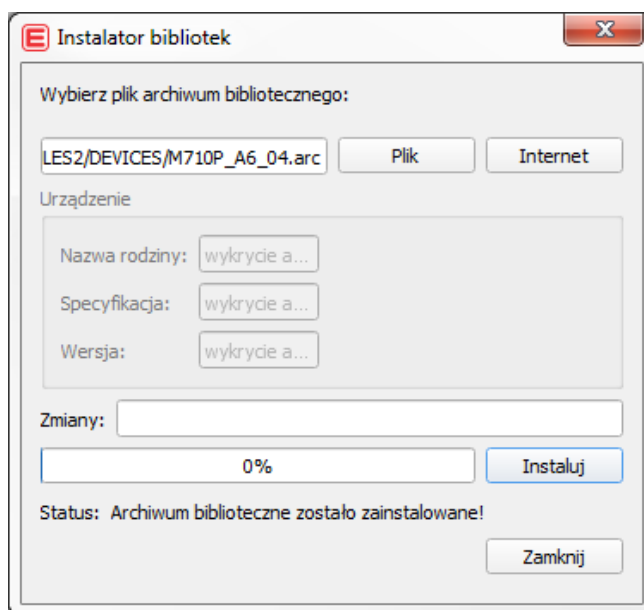 E Instalator bibliotek
Wybierz plik archiwum bibliotecznego:
LES2/DEVICES/M710P_A6_04.arc Plik Internet
Urządzenie
Nazwa rodziny: wykrycie a...
Specyfikacja: wykrycie a...
Wersja: wykrycie a...
Zmiany:
0% Instaluj
Status: Archiwum biblioteczne zostało zainstalowane!
Zamknij